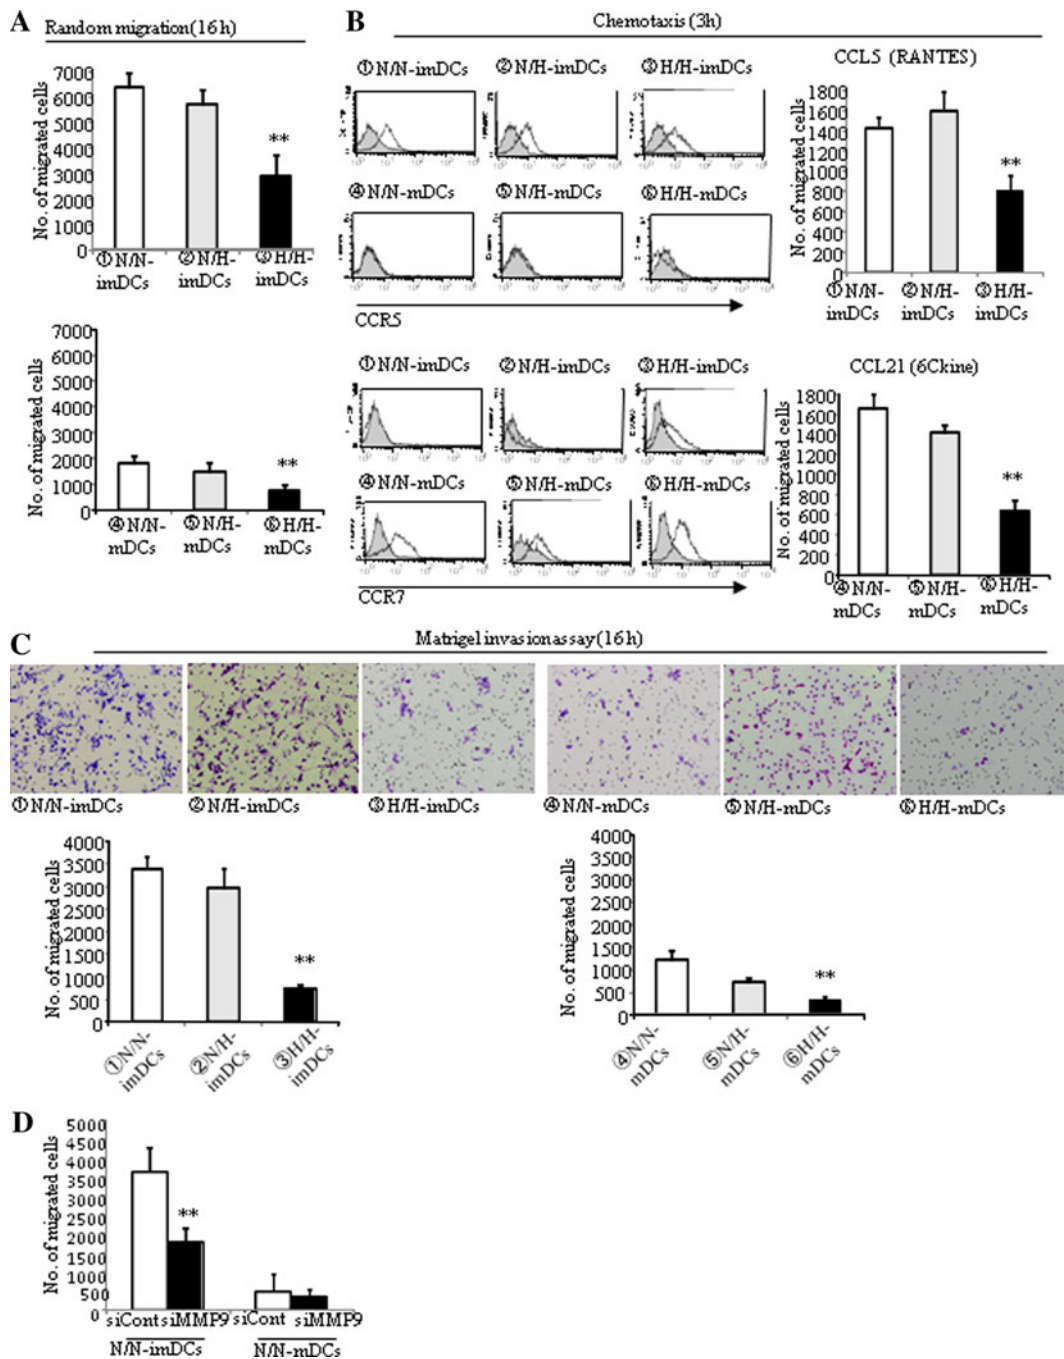 A
Random migration(16h)
No. of migrated cells
7000
6000
5000
4000
3000
2000
1000
0
**
①N/N-imDCs
②N/H-imDCs
③H/H-imDCs
No. of migrated cells
7000
6000
5000
4000
3000
2000
1000
0
**
④N/N-mDCs
⑤N/H-mDCs
⑥H/H-mDCs
B
Chemotaxis (3h)
①N/N-imDCs
②N/H-imDCs
③H/H-imDCs
④N/N-mDCs
⑤N/H-mDCs
⑥H/H-mDCs
CCR5
CCL5 (RANTES)
No. of migrated cells
1800
1600
1400
1200
1000
800
600
400
200
0
**
①N/N-imDCs
②N/H-imDCs
③H/H-imDCs
①N/N-imDCs
②N/H-imDCs
③H/H-imDCs
④N/N-mDCs
⑤N/H-mDCs
⑥H/H-mDCs
CCR7
CCL21 (6Ckine)
No. of migrated cells
1800
1600
1400
1200
1000
800
600
400
200
0
**
④N/N-mDCs
⑤N/H-mDCs
⑥H/H-mDCs
C
Matrigel invasion assay(16h)
①N/N-imDCs
②N/H-imDCs
③H/H-imDCs
④N/N-mDCs
⑤N/H-mDCs
⑥H/H-mDCs
No. of migrated cells
4000
3500
3000
2500
2000
1500
1000
500
0
**
①N/N-imDCs
②N/H-imDCs
③H/H-imDCs
No. of migrated cells
4000
3500
3000
2500
2000
1500
1000
500
0
**
④N/N-mDCs
⑤N/H-mDCs
⑥H/H-mDCs
D
No. of migrated cells
5000
4500
4000
3500
3000
2500
2000
1500
1000
500
0
**
siCont siMMP9
siCont siMMP9
N/N-imDCs
N/N-mDCs